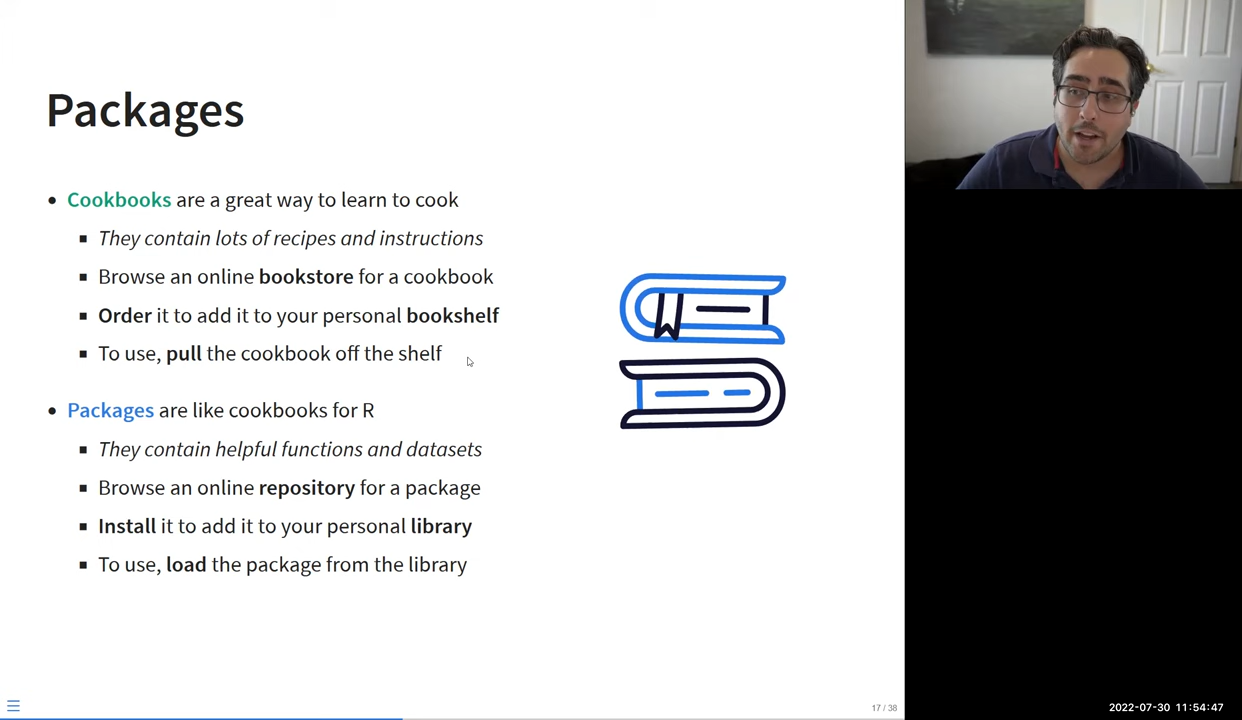 Packages
Cookbooks are a great way to learn to cook
They contain lots of recipes and instructions
Browse an online bookstore for a cookbook
Order it to add it to your personal bookshelf
To use, pull the cookbook off the shelf
Packages are like cookbooks for R
They contain helpful functions and datasets
Browse an online repository for a package
Install it to add it to your personal library
To use, load the package from the library
17 / 38
2022-07-30 11:54:47